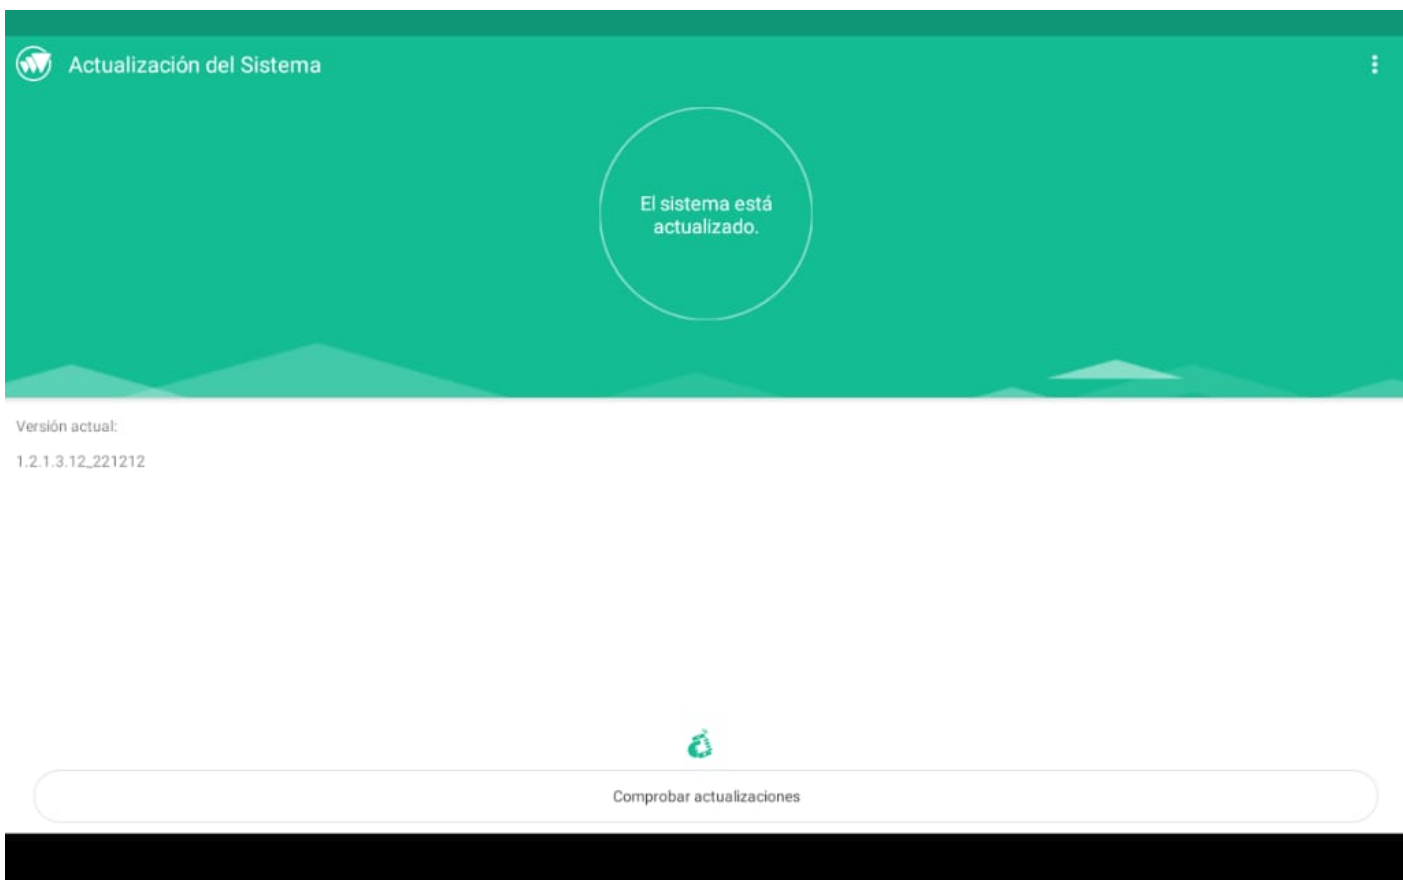 Actualización del Sistema
El sistema está
actualizado.
Versión actual:
1.2.1.3.12_221212
Comprobar actualizaciones